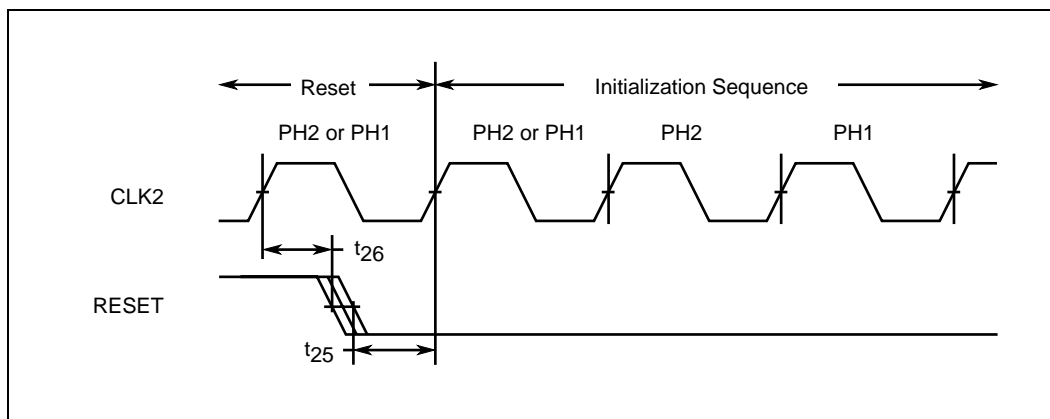 Reset Initialization Sequence
PH2 or PH1 PH2 or PH1 PH2 PH1
CLK2
t26
RESET
t25